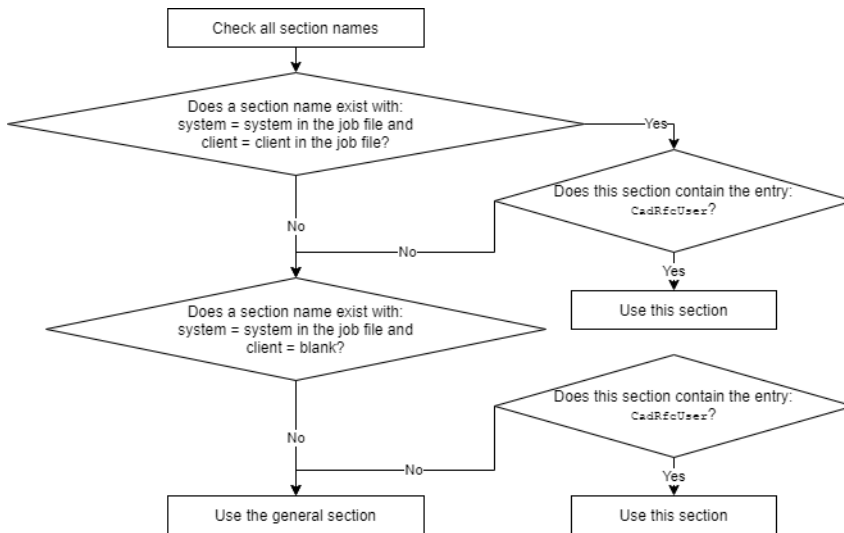 Check all section names
Does a section name exist with:
system = system in the job file and
client = client in the job file?
Yes
Does this section contain the entry:
CadRfcUser?
No
No
Yes
Use this section
Does a section name exist with:
system = system in the job file and
client = blank?
Does this section contain the entry:
CadRfcUser?
No
No
Yes
Use the general section
Use this section